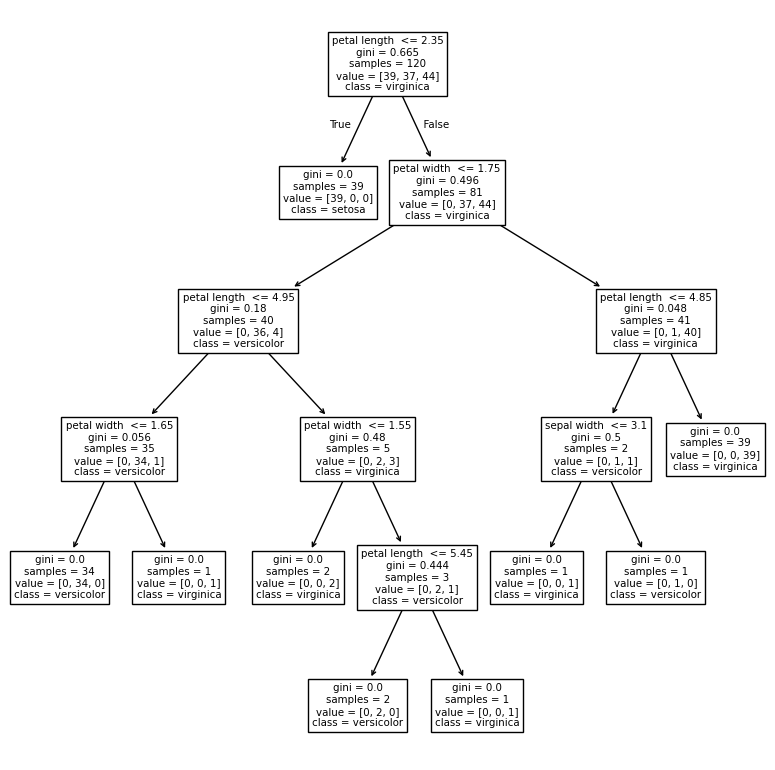 petal length  <= 2.35
gini = 0.665
samples = 120
value = [39, 37, 44]
class = virginica
True
False
gini = 0.0
samples = 39
value = [39, 0, 0]
class = setosa
petal width  <= 1.75
gini = 0.496
samples = 81
value = [0, 37, 44]
class = virginica
petal length  <= 4.95
gini = 0.18
samples = 40
value = [0, 36, 4]
class = versicolor
petal length  <= 4.85
gini = 0.048
samples = 41
value = [0, 1, 40]
class = virginica
petal width  <= 1.65
gini = 0.056
samples = 35
value = [0, 34, 1]
class = versicolor
petal width  <= 1.55
gini = 0.48
samples = 5
value = [0, 2, 3]
class = virginica
sepal width  <= 3.1
gini = 0.5
samples = 2
value = [0, 1, 1]
class = versicolor
gini = 0.0
samples = 39
value = [0, 0, 39]
class = virginica
gini = 0.0
samples = 34
value = [0, 34, 0]
class = versicolor
gini = 0.0
samples = 1
value = [0, 0, 1]
class = virginica
gini = 0.0
samples = 2
value = [0, 0, 2]
class = virginica
petal length  <= 5.45
gini = 0.444
samples = 3
value = [0, 2, 1]
class = versicolor
gini = 0.0
samples = 1
value = [0, 0, 1]
class = virginica
gini = 0.0
samples = 1
value = [0, 1, 0]
class = versicolor
gini = 0.0
samples = 2
value = [0, 2, 0]
class = versicolor
gini = 0.0
samples = 1
value = [0, 0, 1]
class = virginica